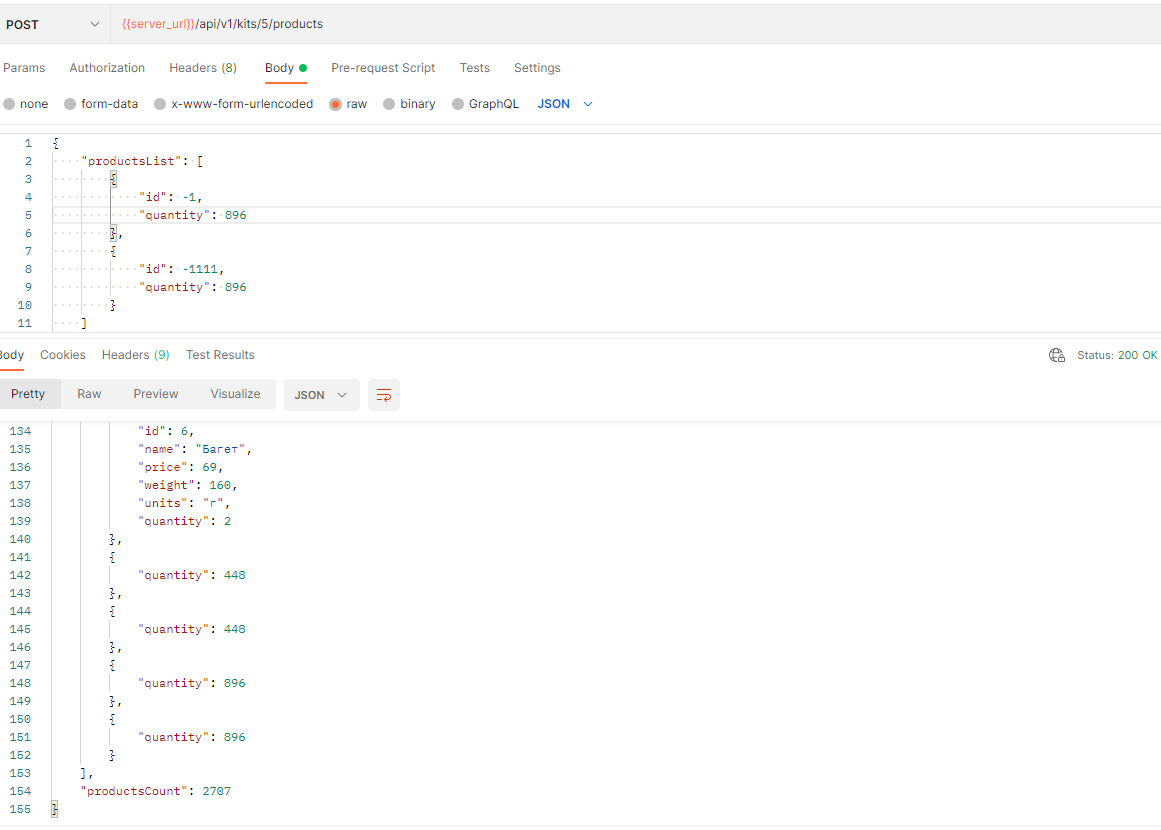 POST {{server_url}}/api/v1/kits/5/products
Params Authorization Headers (8) Body Pre-request Script Tests Settings
none form-data x-www-form-urlencoded raw binary GraphQL JSON
1 {
2 "productsList": [
3 {
4 "id": -1,
5 "quantity": 896
6 },
7 {
8 "id": -1111,
9 "quantity": 896
10 }
11 ]
Body Cookies Headers (9) Test Results Status: 200 OK
Pretty Raw Preview Visualize JSON
134 "id": 6,
135 "name": "Багет",
136 "price": 69,
137 "weight": 160,
138 "units": "г",
139 "quantity": 2
140 },
141 {
142 "quantity": 448
143 },
144 {
145 "quantity": 448
146 },
147 {
148 "quantity": 896
149 },
150 {
151 "quantity": 896
152 }
153 ],
154 "productsCount": 2707
155 }